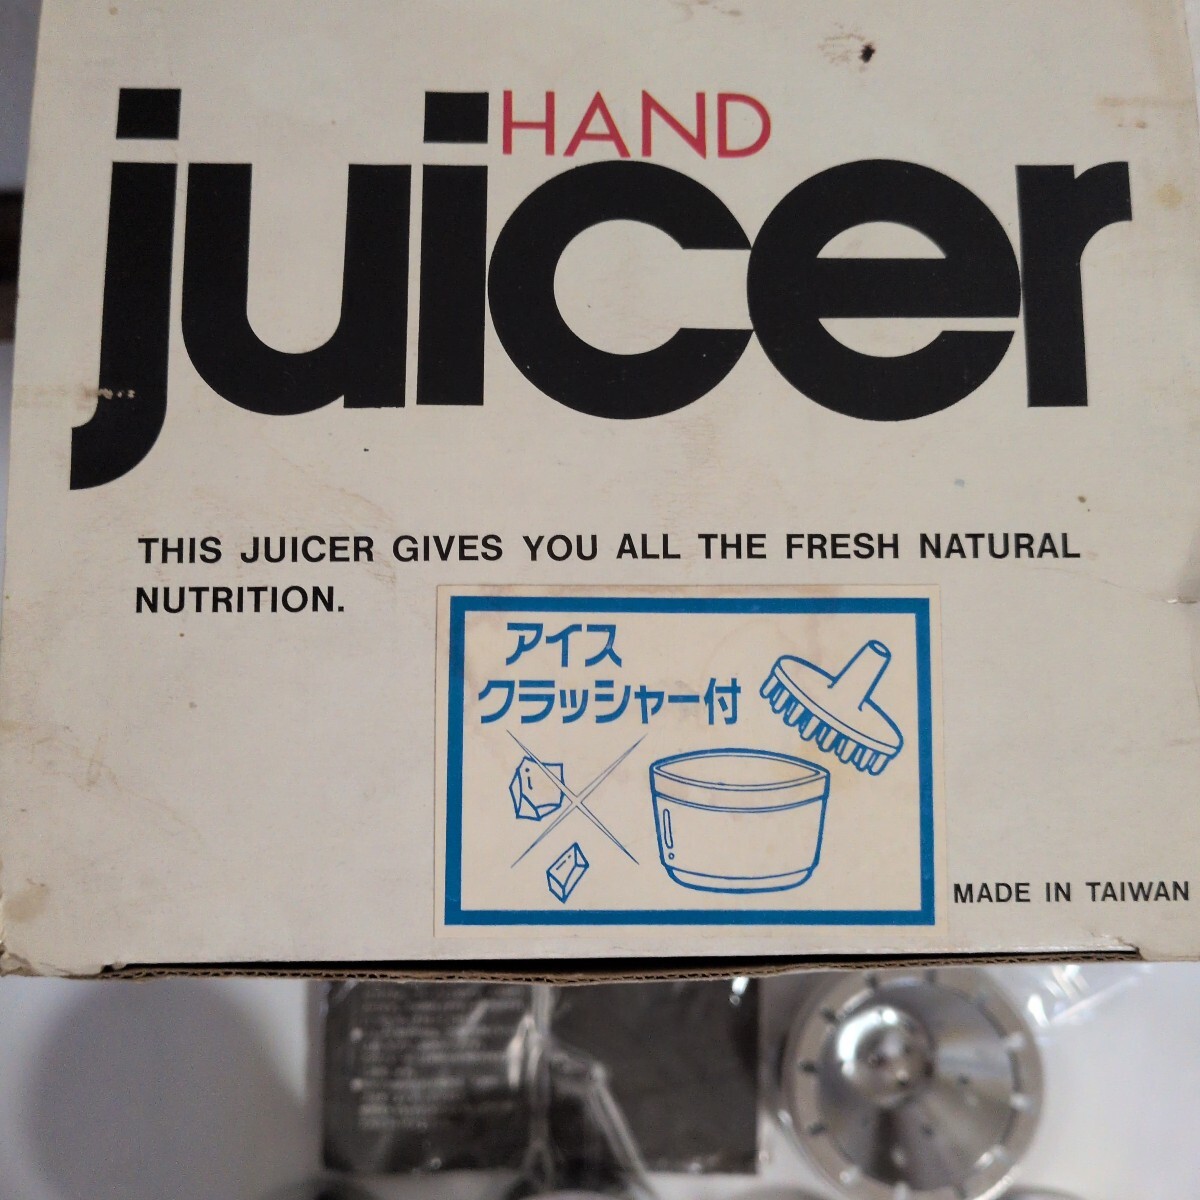 HAND
juicer
THIS JUICER GIVES YOU ALL THE FRESH NATURAL
NUTRITION.
アイス
クラッシャー付
MADE IN TAIWAN